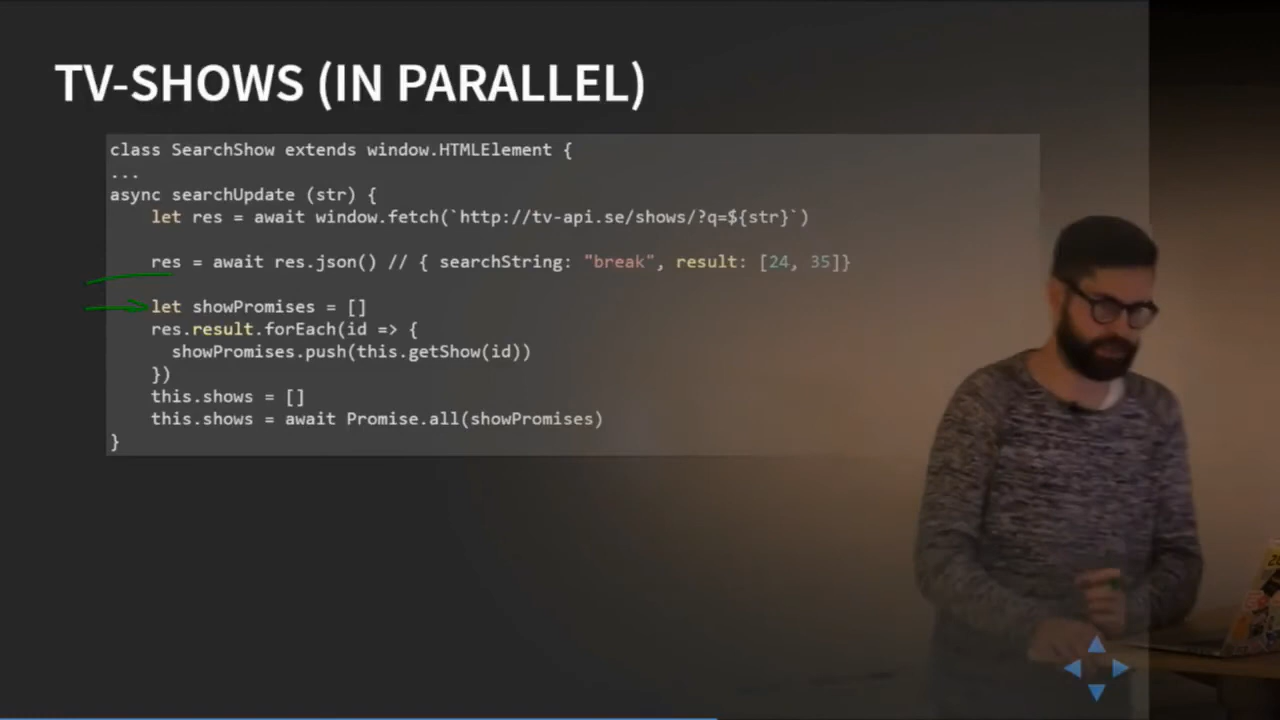 TV-SHOWS (IN PARALLEL)
class SearchShow extends window.HTMLElement {
...
async searchUpdate (str) {
let res = await window.fetch(`http://tv-api.se/shows/?q=${str}`)
res = await res.json() // { searchString: "break", result: [24, 35]}
let showPromises = []
res.result.forEach(id => {
showPromises.push(this.getShow(id))
})
this.shows = []
this.shows = await Promise.all(showPromises)
}